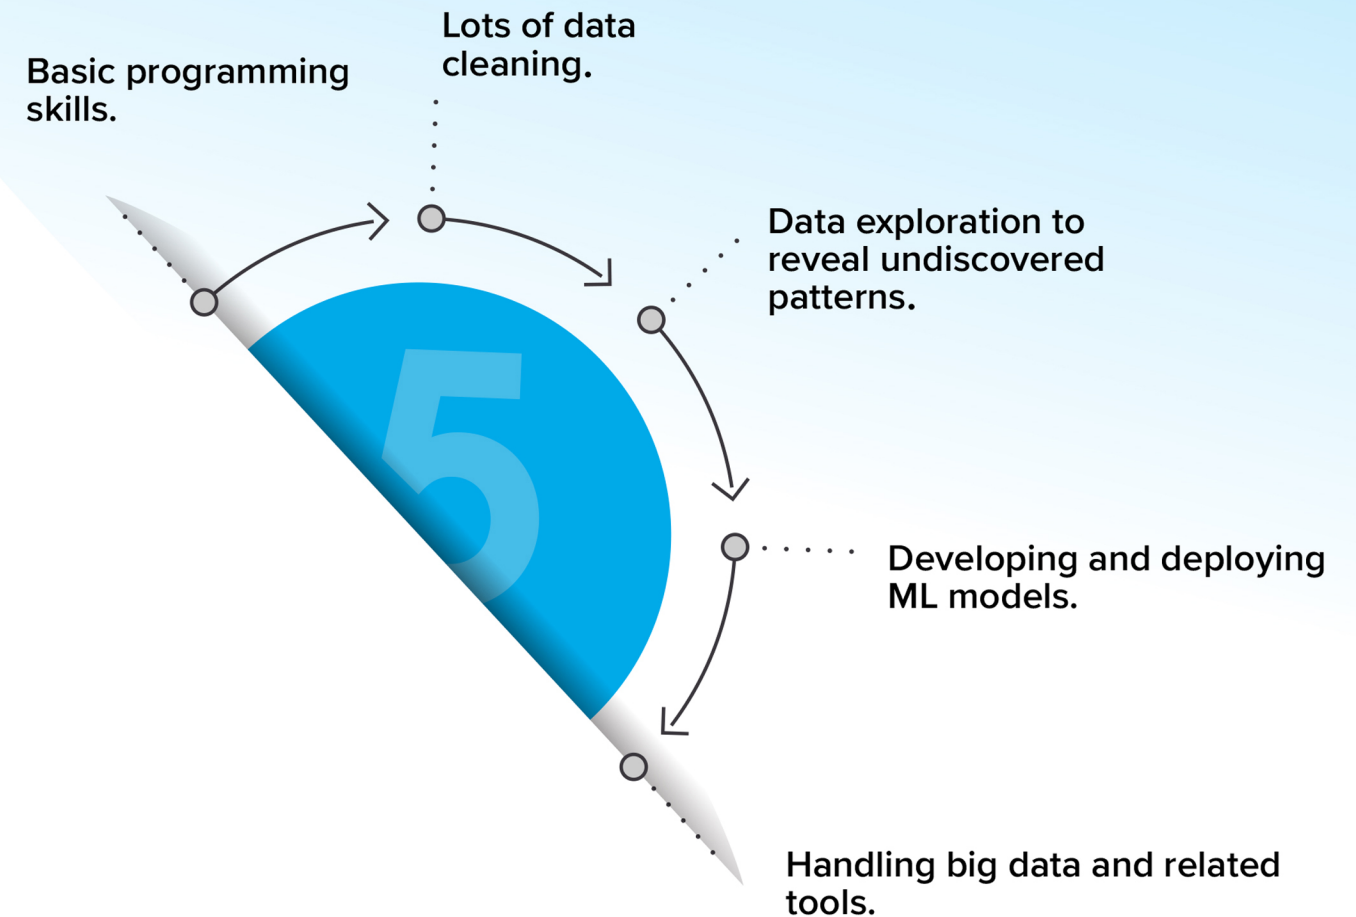 Basic programming
skills.
Lots of data
cleaning.
Data exploration to
reveal undiscovered
patterns.
5
Developing and deploying
ML models.
Handling big data and related
tools.